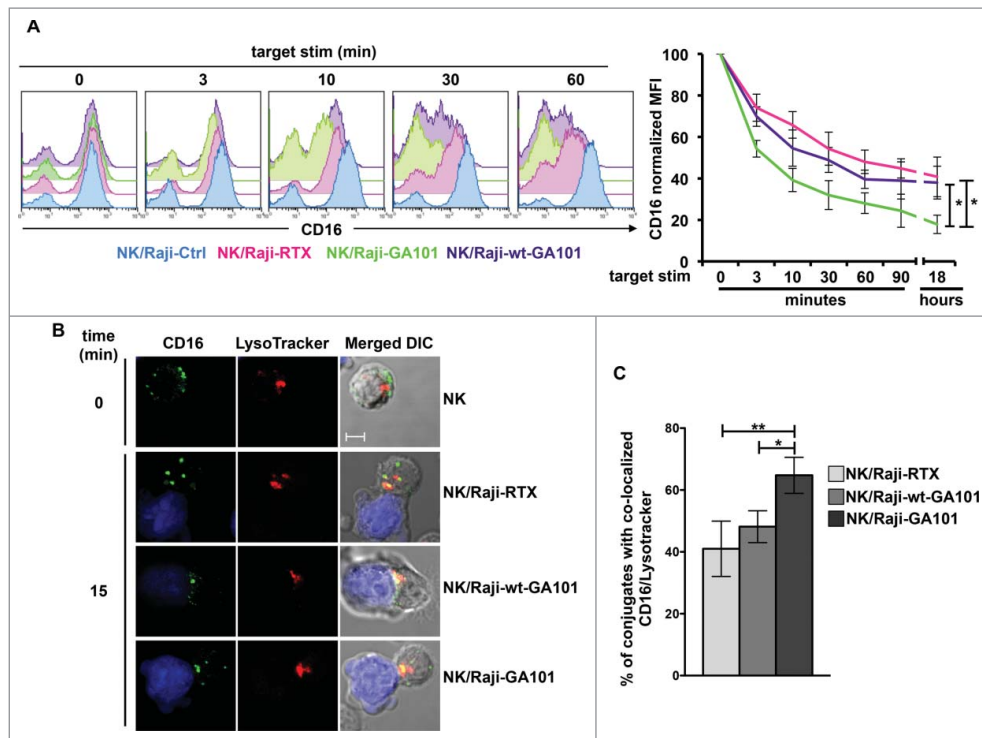 A
target stim (min)
0 3 10 30 60
CD16
NK/Raji-Ctrl NK/Raji-RTX NK/Raji-GA101 NK/Raji-wt-GA101
CD16 normalized MFI
100
80
60
40
20
0
* *
target stim 0 3 10 30 60 90 18
minutes hours
B
time (min)
CD16 LysoTracker Merged DIC
0
NK
NK/Raji-RTX
15
NK/Raji-wt-GA101
NK/Raji-GA101
C
% of conjugates with co-localized CD16/Lysotracker
80
60
40
20
0
**
*
NK/Raji-RTX
NK/Raji-wt-GA101
NK/Raji-GA101